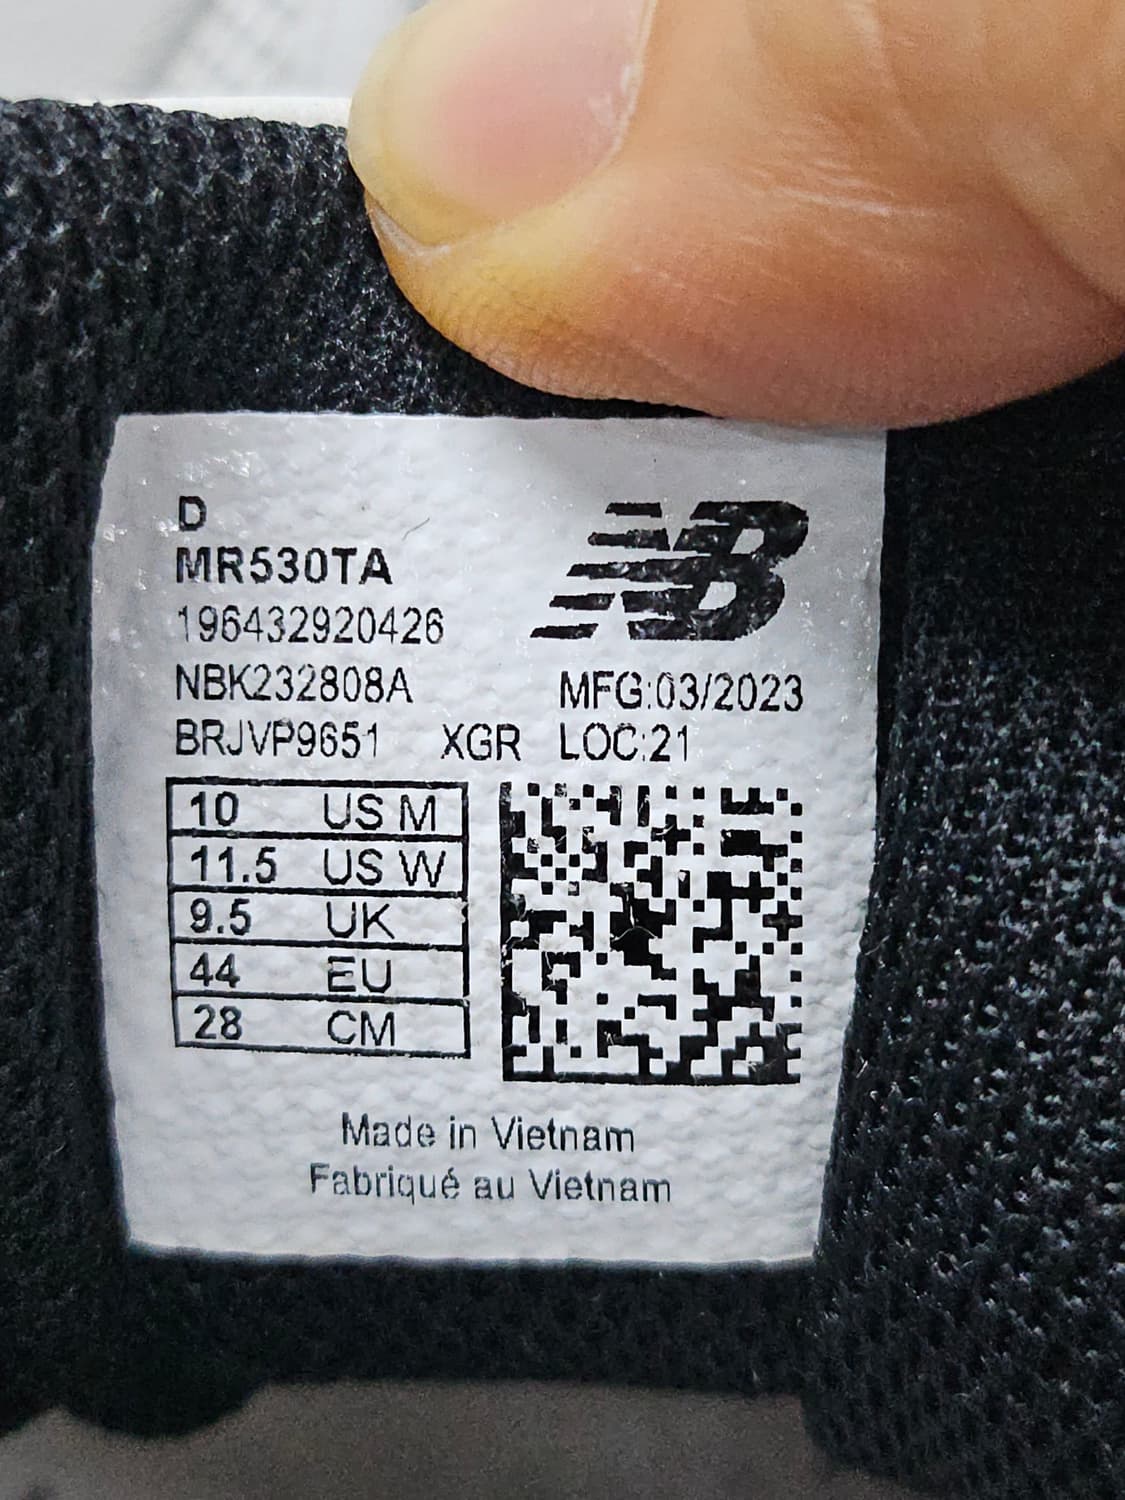 D
MR530TA
196432920426
NBK232808A MFG:03/2023
BRJVP9651 XGR LOC:21
10 US M
11.5 US W
9.5 UK
44 EU
28 CM
Made in Vietnam
Fabriqué au Vietnam